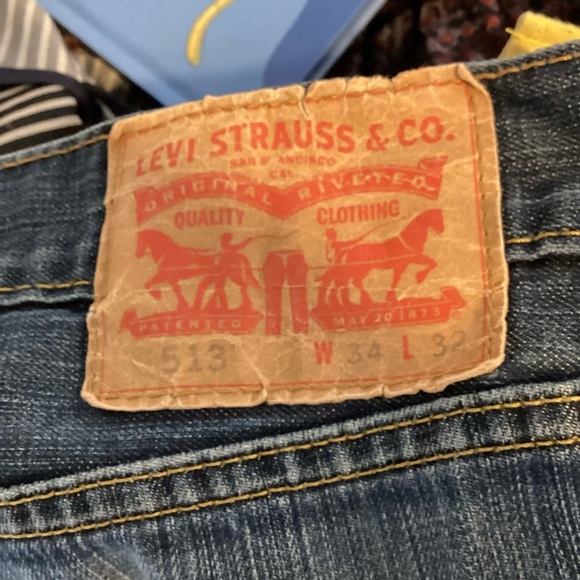 LEVI STRAUSS & CO.
SAN FRANCISCO
CAL.
ORIGINAL RIVETED
QUALITY CLOTHING
PATENTED MAY 20 1873
513 W 34 L 32